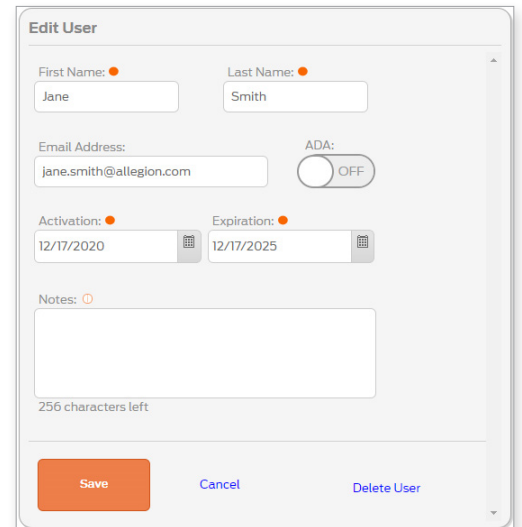 Edit User
First Name: Last Name:
Jane Smith
Email Address: ADA:
jane.smith@allegion.com OFF
Activation: Expiration:
12/17/2020 12/17/2025
Notes:
256 characters left
Save Cancel Delete User